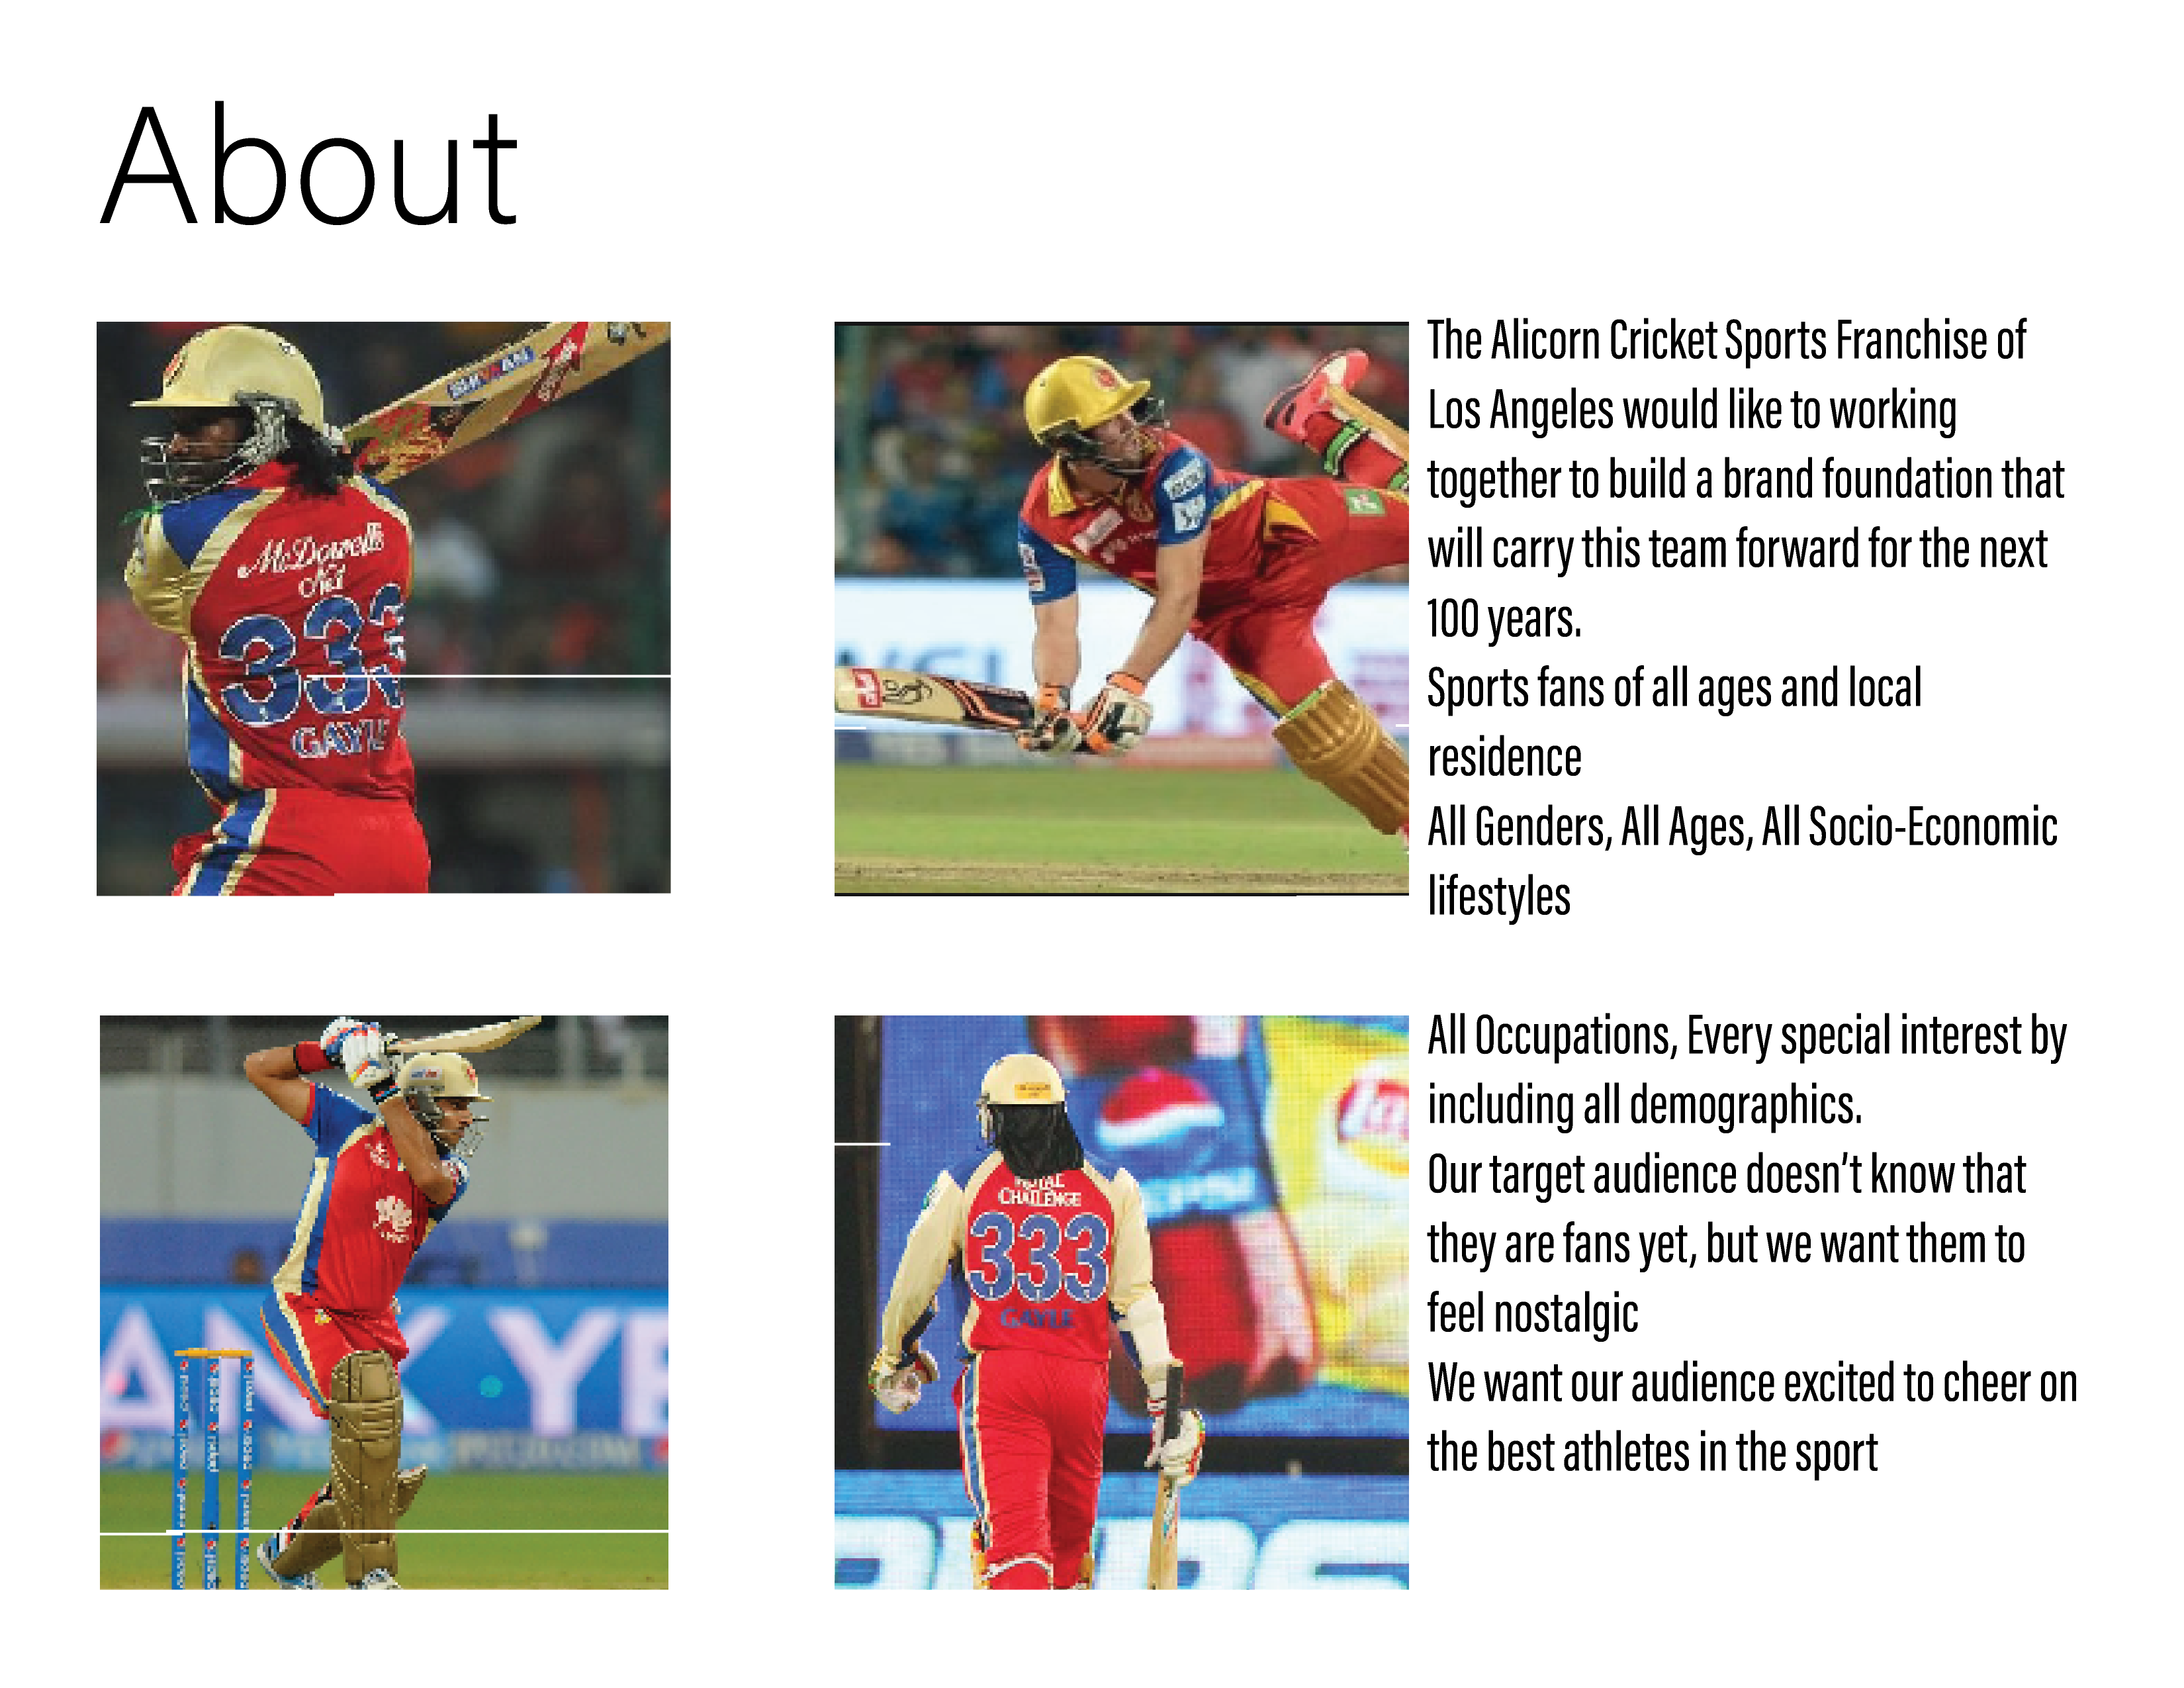 About
The Alicorn Cricket Sports Franchise of
Los Angeles would like to working
together to build a brand foundation that
will carry this team forward for the next
100 years.
Sports fans of all ages and local
residence
All Genders, All Ages, All Socio-Economic
lifestyles
McDowell's
No1
333
GAYLE
All Occupations, Every special interest by
including all demographics.
Our target audience doesn't know that
they are fans yet, but we want them to
feel nostalgic
We want our audience excited to cheer on
the best athletes in the sport
ANK YE
ROYAL
CHALLENGE
333
GAYLE
PEPSI